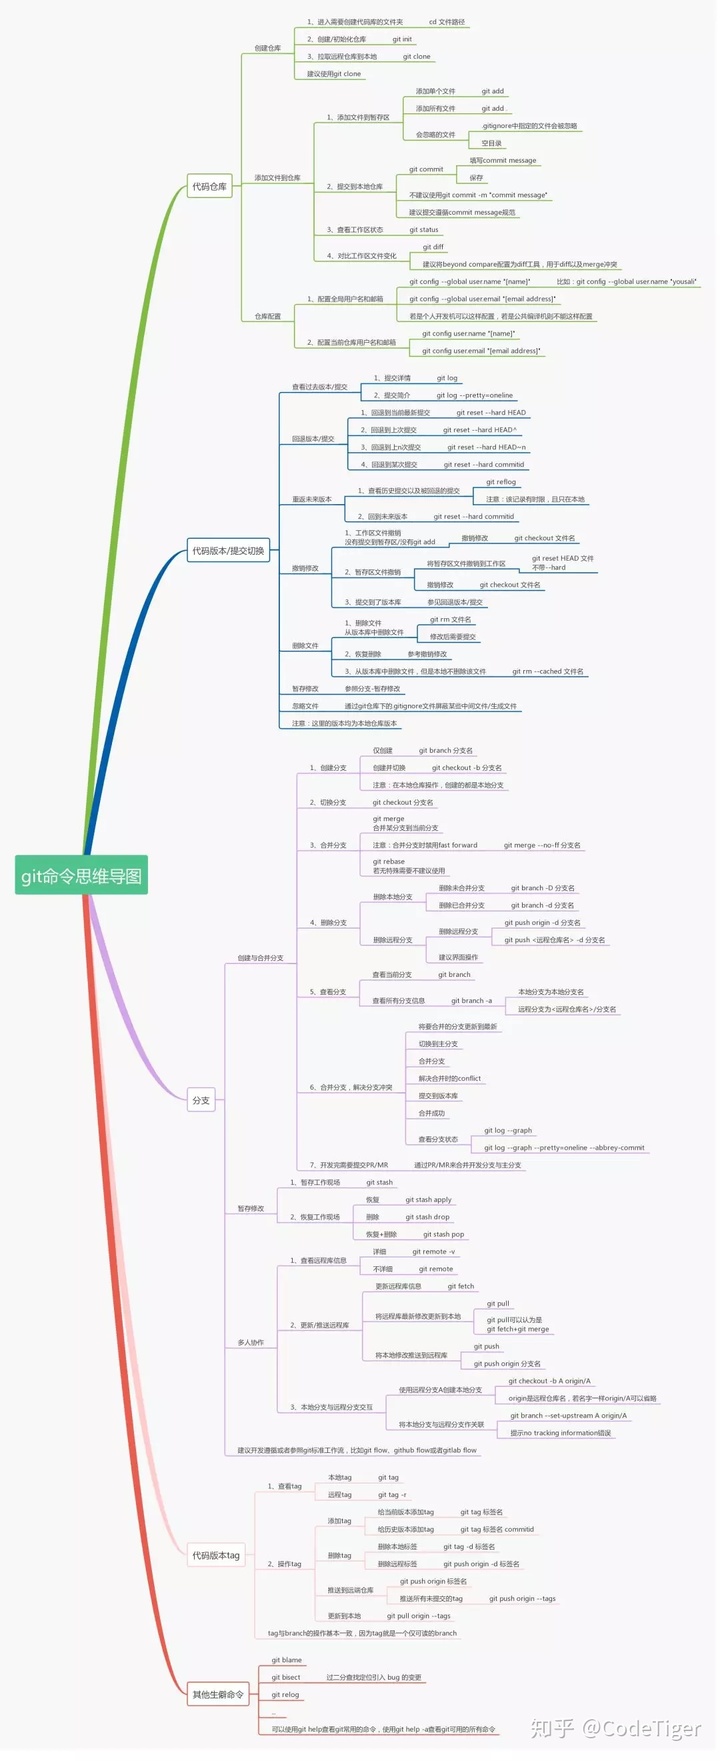 git命令思维导图
代码仓库
创建仓库
1、进入需要创建代码库的文件夹 cd 文件路径
2、创建/初始化仓库 git init
3、拉取远程仓库到本地 git clone
建议使用git clone
添加文件到仓库
1、添加文件到暂存区
添加单个文件 git add
添加所有文件 git add .
会忽略的文件
.gitignore中指定的文件会被忽略
空目录
2、提交到本地仓库
git commit
填写commit message
保存
不建议使用git commit -m "commit message"
建议提交遵循commit message规范
3、查看工作区状态 git status
4、对比工作区文件变化
git diff
建议将beyond compare配置为diff工具，用于diff以及merge冲突
仓库配置
1、配置全局用户名和邮箱
git config --global user.name "[name]" 比如：git config --global user.name "yousali"
git config --global user.email "[email address]"
若是个人开发机可以这样配置，若是公共编译机则不能这样配置
2、配置当前仓库用户名和邮箱
git config user.name "[name]"
git config user.email "[email address]"
代码版本/提交切换
查看过去版本/提交
1、提交详情 git log
2、提交简介 git log --pretty=oneline
回退版本/提交
1、回退到当前最新提交 git reset --hard HEAD
2、回退到上次提交 git reset --hard HEAD^
3、回退到上n次提交 git reset --hard HEAD~n
4、回退到某次提交 git reset --hard commitid
重返未来版本
1、查看历史提交以及被回退的提交
git reflog
注意：该记录有时限，且只在本地
2、回到未来版本 git reset --hard commitid
撤销修改
1、工作区文件撤销
没有提交到暂存区/没有git add
撤销修改 git checkout 文件名
2、暂存区文件撤销
将暂存区文件撤销到工作区
git reset HEAD 文件
不带--hard
撤销修改 git checkout 文件名
3、提交到了版本库 参见回退版本/提交
删除文件
1、删除文件
从版本库中删除文件
git rm 文件名
修改后需要提交
2、恢复删除 参考撤销修改
3、从版本库中删除文件，但是本地不删除该文件 git rm --cached 文件名
暂存修改 参照分支-暂存修改
忽略文件 通过git仓库下的.gitignore文件屏蔽某些中间文件/生成文件
注意：这里的版本均为本地仓库版本
分支
创建与合并分支
1、创建分支
仅创建 git branch 分支名
创建并切换 git checkout -b 分支名
注意：在本地仓库操作，创建的都是本地分支
2、切换分支 git checkout 分支名
3、合并分支
git merge
合并某分支到当前分支
注意：合并分支时禁用fast forward git merge --no-ff 分支名
git rebase
若无特殊需要不建议使用
4、删除分支
删除本地分支
删除未合并分支 git branch -D 分支名
删除已合并分支 git branch -d 分支名
删除远程分支
删除远程分支
git push origin -d 分支名
git push <远程仓库名> -d 分支名
建议界面操作
5、查看分支
查看当前分支 git branch
查看所有分支信息 git branch -a
本地分支为本地分支名
远程分支为<远程仓库名>/分支名
6、合并分支，解决分支冲突
将要合并的分支更新到最新
切换到主分支
合并分支
解决合并时的conflict
提交到版本库
合并成功
查看分支状态
git log --graph
git log --graph --pretty=oneline --abbrey-commit
7、开发完需要提交PR/MR 通过PR/MR来合并开发分支与主分支
暂存修改
1、暂存工作现场 git stash
2、恢复工作现场
恢复 git stash apply
删除 git stash drop
恢复+删除 git stash pop
多人协作
1、查看远程库信息
详细 git remote -v
不详细 git remote
2、更新/推送远程库
更新远程库信息 git fetch
将远程库最新修改更新到本地
git pull
git pull可以认为是
git fetch+git merge
将本地修改推送到远程库
git push
git push origin 分支名
3、本地分支与远程分支交互
使用远程分支A创建本地分支
git checkout -b A origin/A
origin是远程仓库名，若名字一样origin/A可以省略
将本地分支与远程分支作关联
git branch --set-upstream A origin/A
提示no tracking information错误
建议开发遵循或者参照git标准工作流，比如git flow、github flow或者gitlab flow
代码版本tag
1、查看tag
本地tag git tag
远程tag git tag -r
2、操作tag
添加tag
给当前版本添加tag git tag 标签名
给历史版本添加tag git tag 标签名 commitid
删除tag
删除本地标签 git tag -d 标签名
删除远程标签 git push origin -d 标签名
推送到远端仓库
git push origin 标签名
推送所有未提交的tag git push origin --tags
更新到本地 git pull origin --tags
tag与branch的操作基本一致，因为tag就是一个仅可读的branch
其他生僻命令
git blame
git bisect 过二分查找定位引入 bug 的变更
git relog
...
可以使用git help查看git常用的命令，使用git help -a查看git可用的所有命令
知乎 @CodeTiger